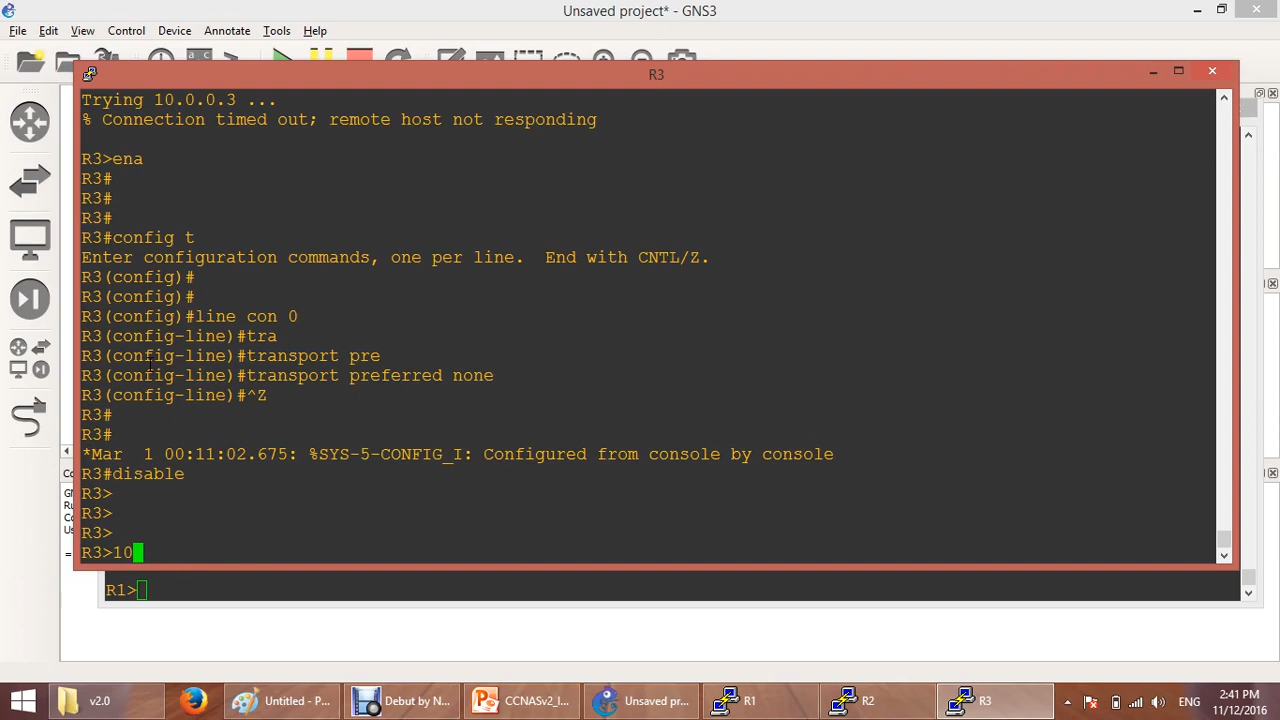 Unsaved project* - GNS3
File Edit View Control Device Annotate Tools Help
R3
Trying 10.0.0.3 ...
% Connection timed out; remote host not responding
R3>ena
R3#
R3#
R3#
R3#config t
Enter configuration commands, one per line.  End with CNTL/Z.
R3(config)#
R3(config)#
R3(config)#line con 0
R3(config-line)#tra
R3(config-line)#transport pre
R3(config-line)#transport preferred none
R3(config-line)#^Z
R3#
R3#
*Mar  1 00:11:02.675: %SYS-5-CONFIG_I: Configured from console by console
R3#disable
R3>
R3>
R3>
R3>10
R1>
v2.0
Untitled - P...
Debut by N...
CCNASv2_I...
Unsaved pr...
R1
R2
R3
ENG
2:41 PM
11/12/2016